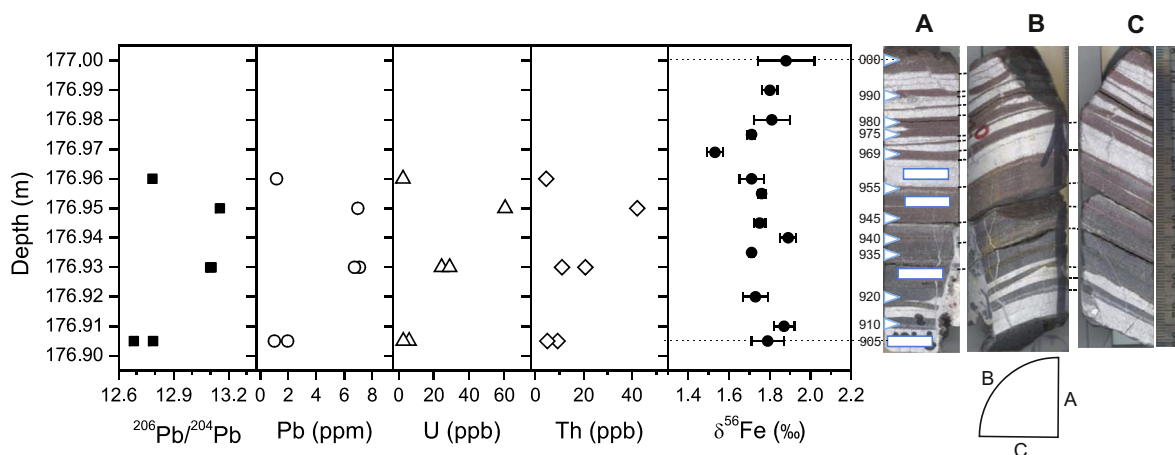 A B C
177.00
176.99
176.98
176.97
176.96
176.95
176.94
176.93
176.92
176.91
176.90
Depth (m)
12.6 12.9 13.2
0 2 4 6 8
0 20 40 60
0 20 40
1.4 1.6 1.8 2.0 2.2
206Pb/204Pb
Pb (ppm)
U (ppb)
Th (ppb)
δ56Fe (‰)
000
990
980
975
969
955
945
940
935
920
910
905
B A
C